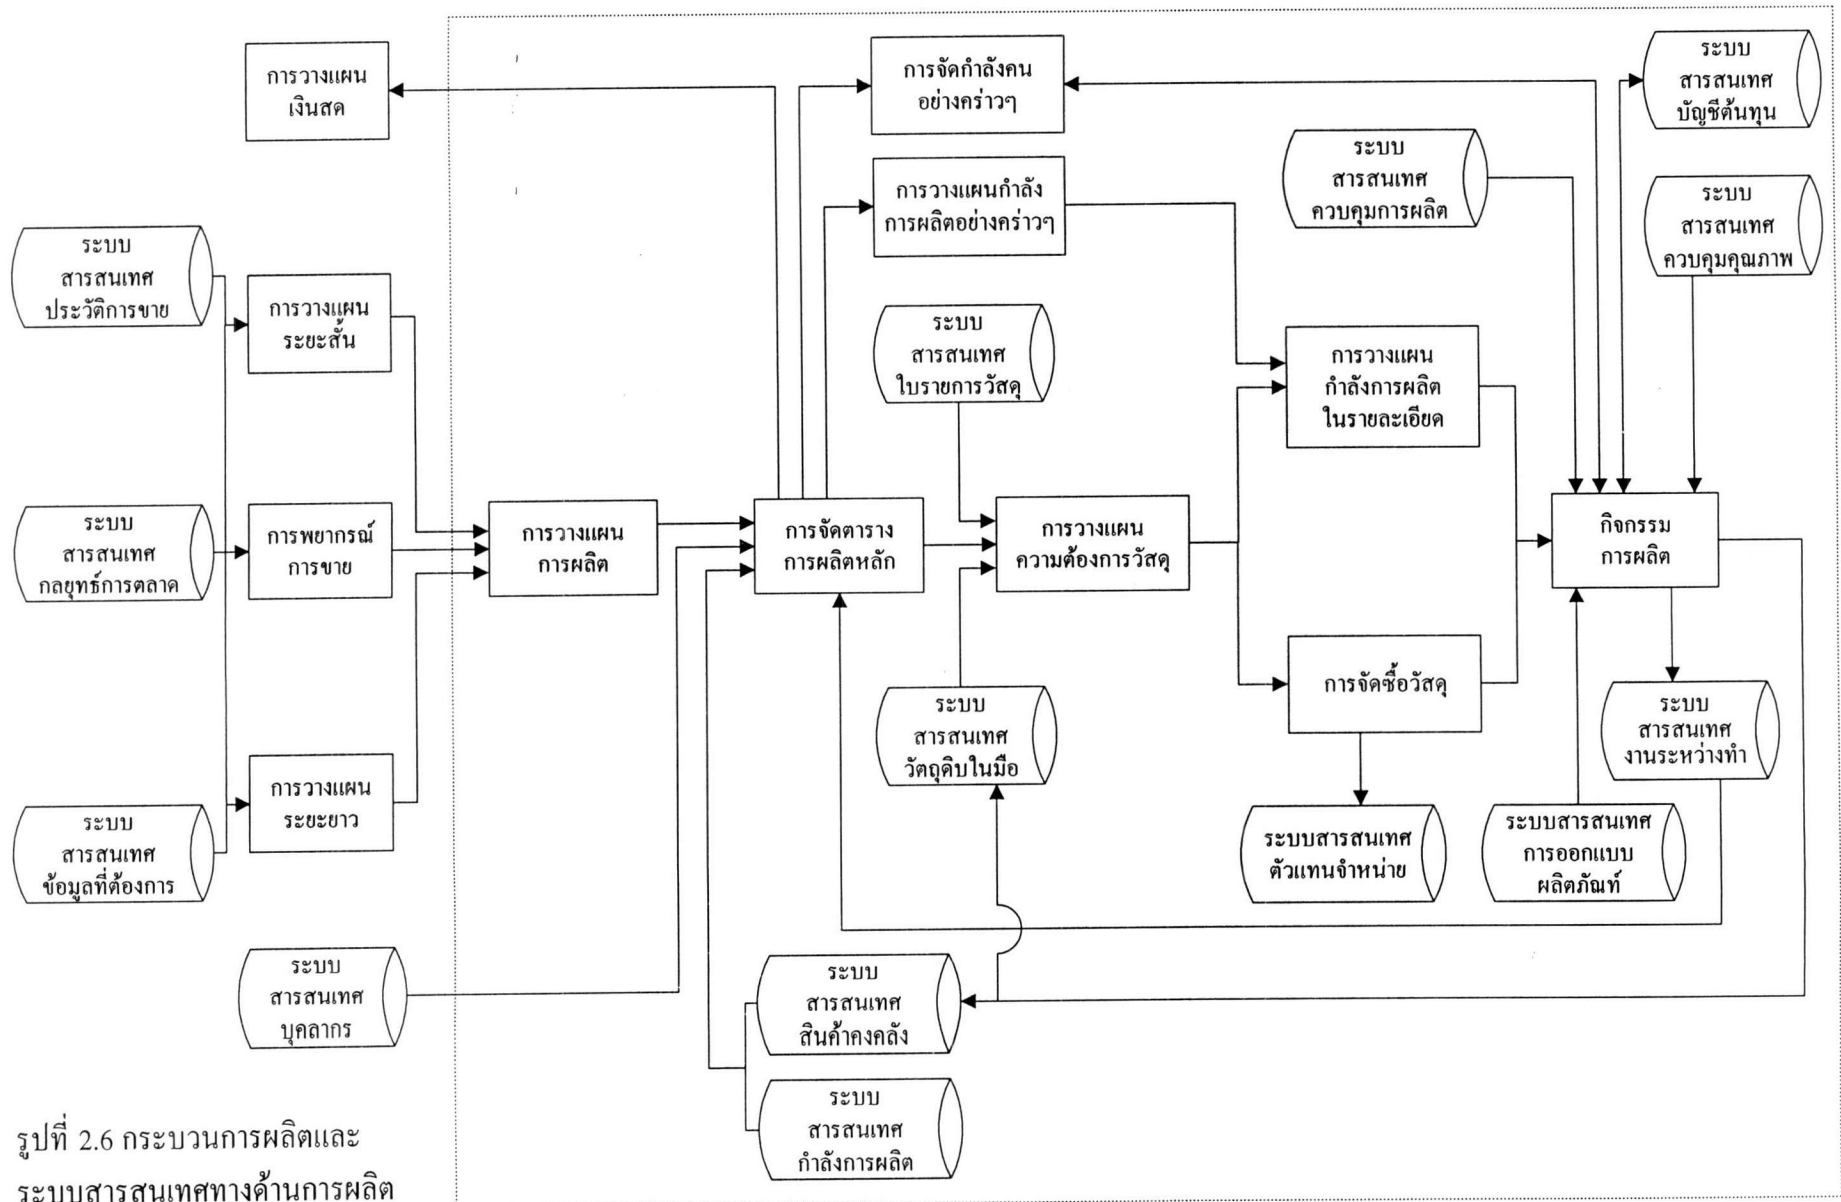 การวางแผน
เงินสด
การจัดกำลังคน
อย่างคร่าวๆ
ระบบ
สารสนเทศ
บัญชีต้นทุน
ระบบ
สารสนเทศ
ควบคุมการผลิต
การวางแผนกำลัง
การผลิตอย่างคร่าวๆ
ระบบ
สารสนเทศ
ควบคุมคุณภาพ
ระบบ
สารสนเทศ
ประวัติการขาย
การวางแผน
ระยะสั้น
ระบบ
สารสนเทศ
ใบรายการวัสดุ
การวางแผน
กำลังการผลิต
ในรายละเอียด
ระบบ
สารสนเทศ
กลยุทธ์การตลาด
การพยากรณ์
การขาย
การวางแผน
การผลิต
การจัดตาราง
การผลิตหลัก
การวางแผน
ความต้องการวัสดุ
กิจกรรม
การผลิต
การจัดซื้อวัสดุ
ระบบ
สารสนเทศ
วัตถุดิบในมือ
ระบบ
สารสนเทศ
งานระหว่างทำ
การวางแผน
ระยะยาว
ระบบ
สารสนเทศ
ข้อมูลที่ต้องการ
ระบบสารสนเทศ
ตัวแทนจำหน่าย
ระบบสารสนเทศ
การออกแบบ
ผลิตภัณท์
ระบบ
สารสนเทศ
บุคลากร
ระบบ
สารสนเทศ
สินค้าคงคลัง
ระบบ
สารสนเทศ
กำลังการผลิต
รูปที่ 2.6 กระบวนการผลิตและ
ระบบสารสนเทศทางด้านการผลิต